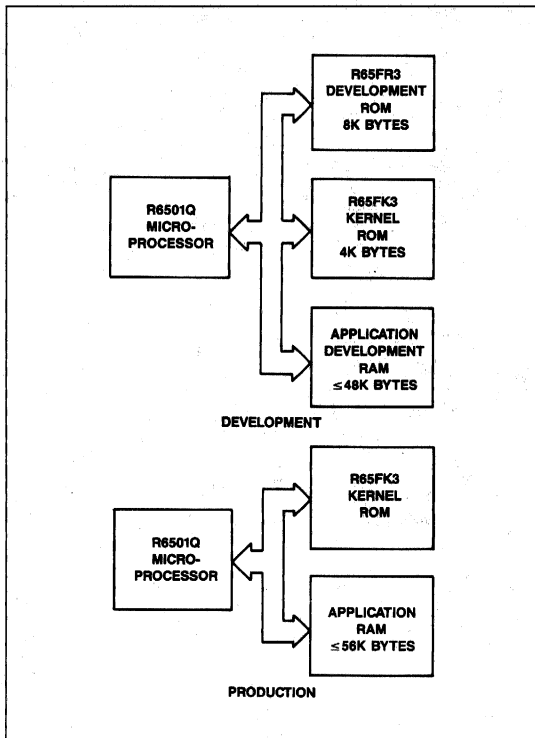 R65FR3
DEVELOPMENT
ROM
8K BYTES
R6501Q
MICRO-
PROCESSOR
R65FK3
KERNEL
ROM
4K BYTES
APPLICATION
DEVELOPMENT
RAM
≤48K BYTES
DEVELOPMENT
R65FK3
KERNEL
ROM
R6501Q
MICRO-
PROCESSOR
APPLICATION
RAM
≤56K BYTES
PRODUCTION